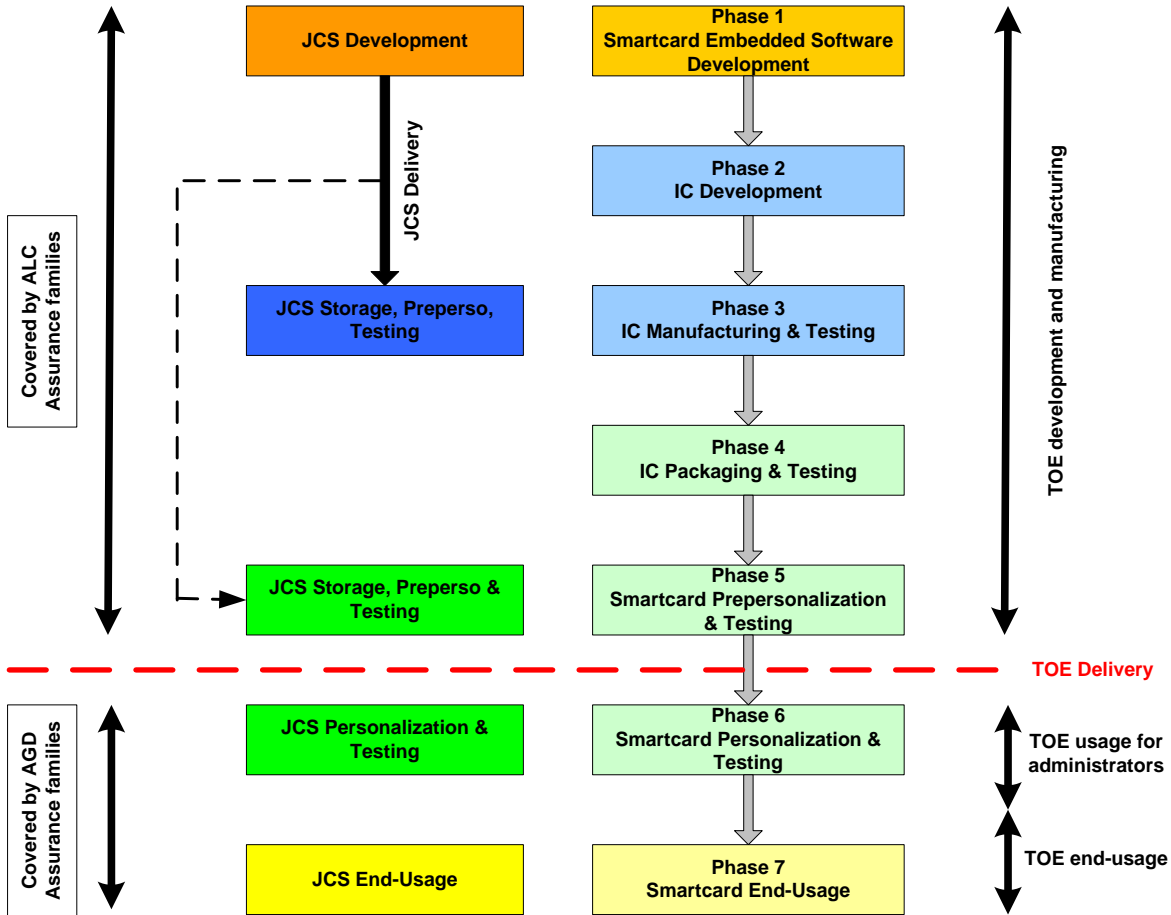 JCS Development
Phase 1
Smartcard Embedded Software
Development
JCS Delivery
Phase 2
IC Development
Covered by ALC
Assurance families
TOE development and manufacturing
JCS Storage, Preperso,
Testing
Phase 3
IC Manufacturing & Testing
Phase 4
IC Packaging & Testing
JCS Storage, Preperso &
Testing
Phase 5
Smartcard Prepersonalization
& Testing
TOE Delivery
Covered by AGD
Assurance families
JCS Personalization &
Testing
Phase 6
Smartcard Personalization &
Testing
TOE usage for
administrators
JCS End-Usage
Phase 7
Smartcard End-Usage
TOE end-usage